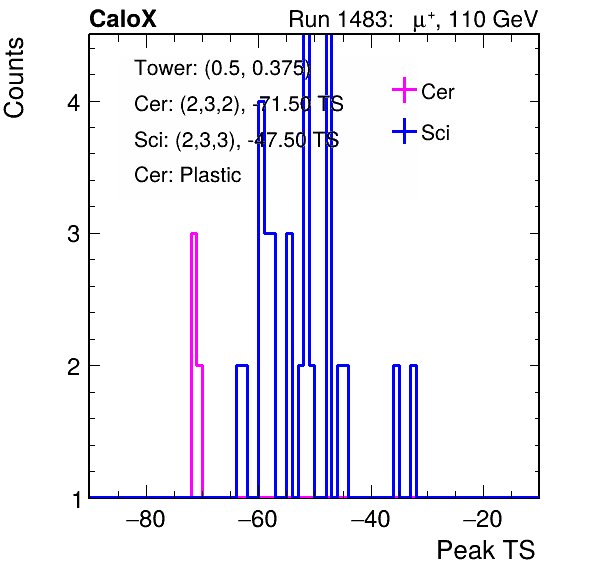 CaloX Run 1483: μ⁺, 110 GeV
Counts
Tower: (0.5, 0.375)
Cer: (2,3,2), -71.50 TS
Sci: (2,3,3), -47.50 TS
Cer: Plastic
Cer
Sci
4
3
2
1
−80 −60 −40 −20
Peak TS